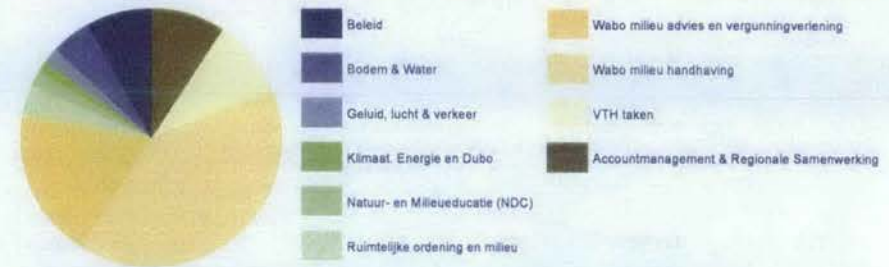 Beleid
Bodem & Water
Geluid, lucht & verkeer
Klimaat. Energie en Dubo
Natuur- en Milieueducatie (NDC)
Ruimtelijke ordening en milieu
Wabo milieu advies en vergunningverlening
Wabo milieu handhaving
VTH taken
Accountmanagement & Regionale Samenwerking